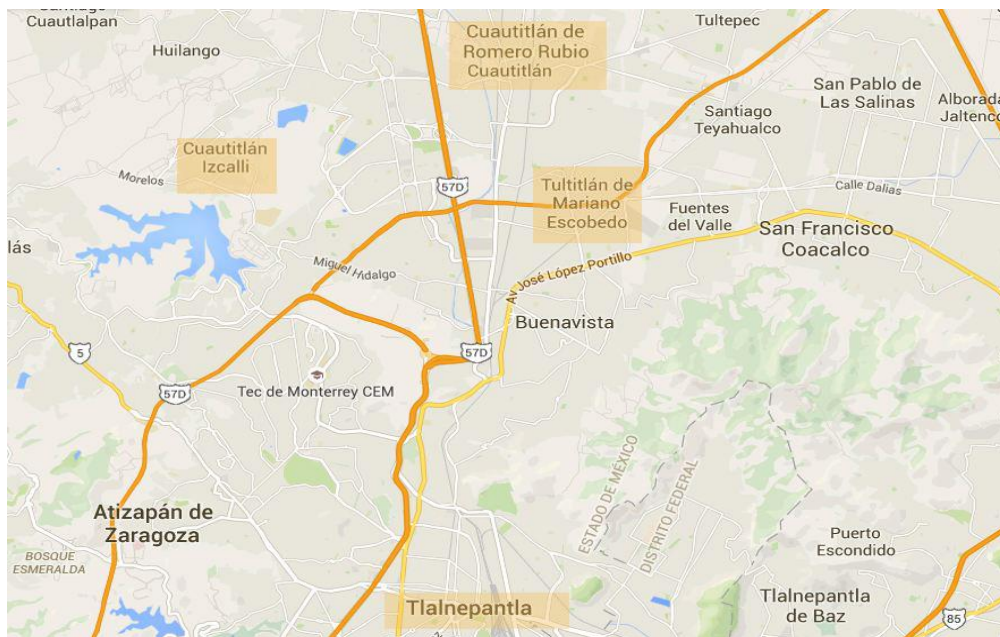 Cuautlalpan
Huilango
Cuautitlán de
Romero Rubio
Cuautitlán
Tultepec
San Pablo de
Las Salinas
Alborada
Jaltenco
Santiago
Teyahualco
Cuautitlán
Izcalli
Morelos
57D
Tultitlán de
Mariano
Escobedo
Calle Dalias
Fuentes
del Valle
San Francisco
Coacalco
lás
Miguel Hidalgo
Av José López Portillo
Buenavista
5
57D
57D
Tec de Monterrey CEM
ESTADO DE MÉXICO
DISTRITO FEDERAL
Atizapán de
Zaragoza
BOSQUE
ESMERALDA
Puerto
Escondido
Tlalnepantla
Tlalnepantla
de Baz
85